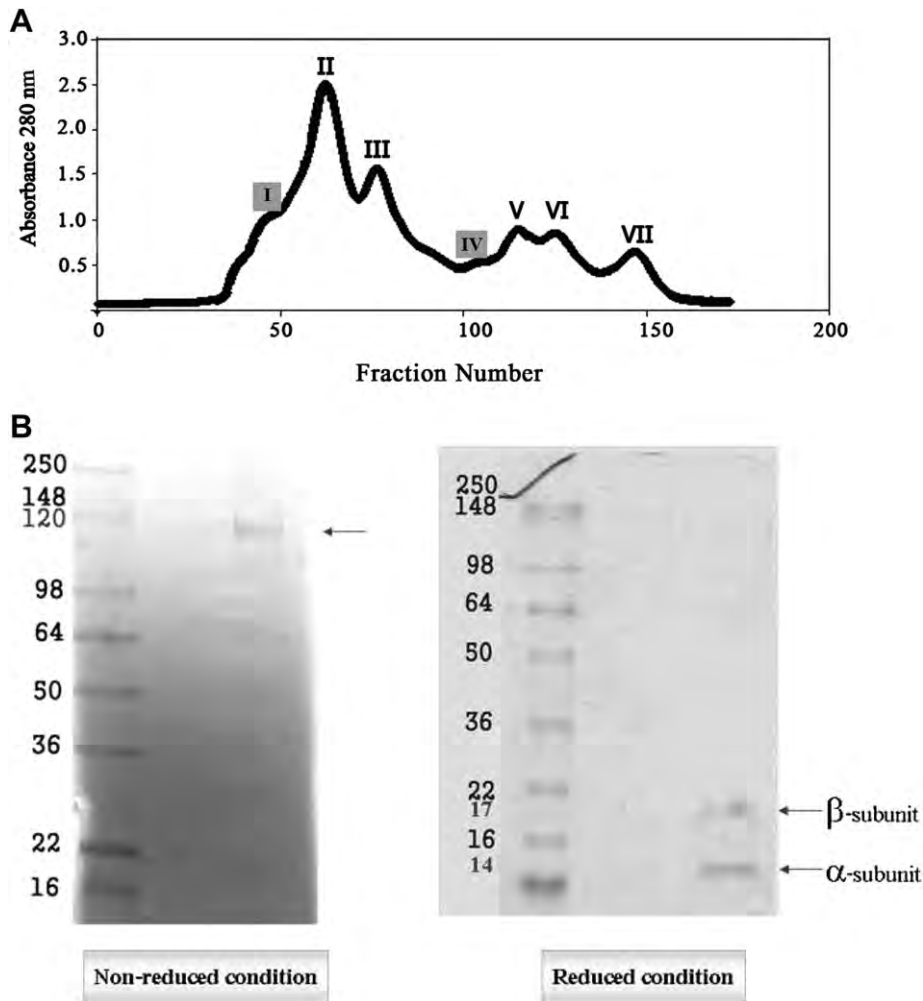 A
3.0
2.5
2.0
1.5
1.0
0.5
Absorbance 280 nm
I
II
III
IV
V
VI
VII
0
50
100
150
200
Fraction Number
B
250
148
120
98
64
50
36
22
16
Non-reduced condition
250
148
98
64
50
36
22
17
16
14
β-subunit
α-subunit
Reduced condition